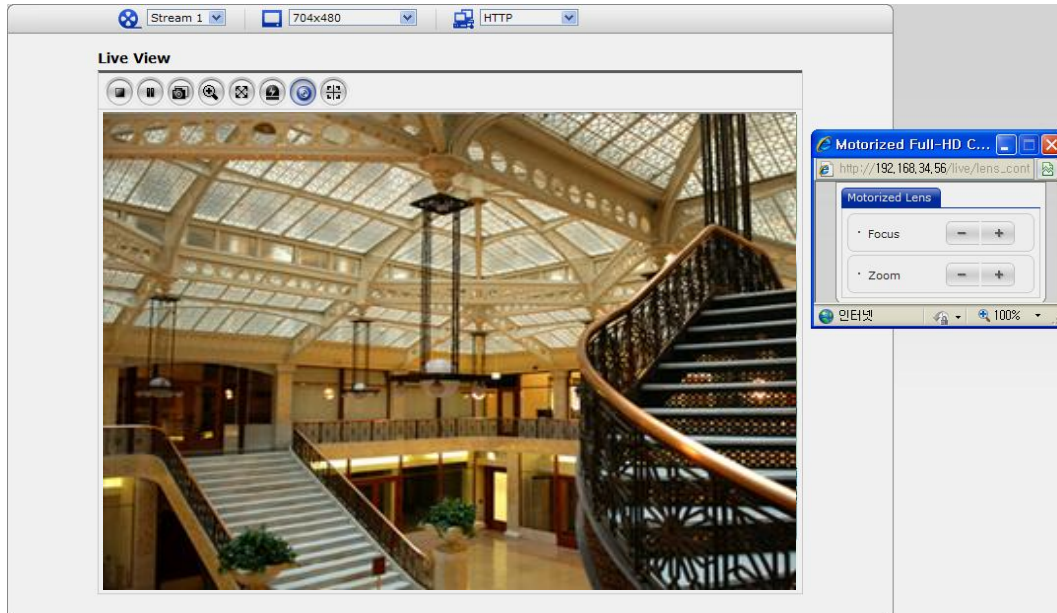 Stream 1
704x480
HTTP
Live View
Motorized Full-HD C...
http://192,168,34,56/live/lens_cont
Motorized Lens
· Focus
· Zoom
인터넷
100%